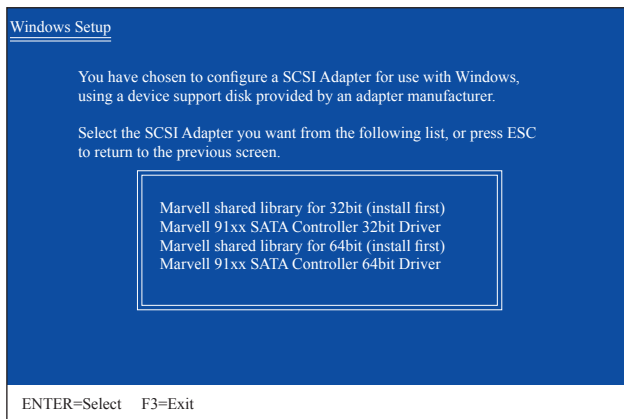 Windows Setup
You have chosen to configure a SCSI Adapter for use with Windows,
using a device support disk provided by an adapter manufacturer.
Select the SCSI Adapter you want from the following list, or press ESC
to return to the previous screen.
Marvell shared library for 32bit (install first)
Marvell 91xx SATA Controller 32bit Driver
Marvell shared library for 64bit (install first)
Marvell 91xx SATA Controller 64bit Driver
ENTER=Select F3=Exit